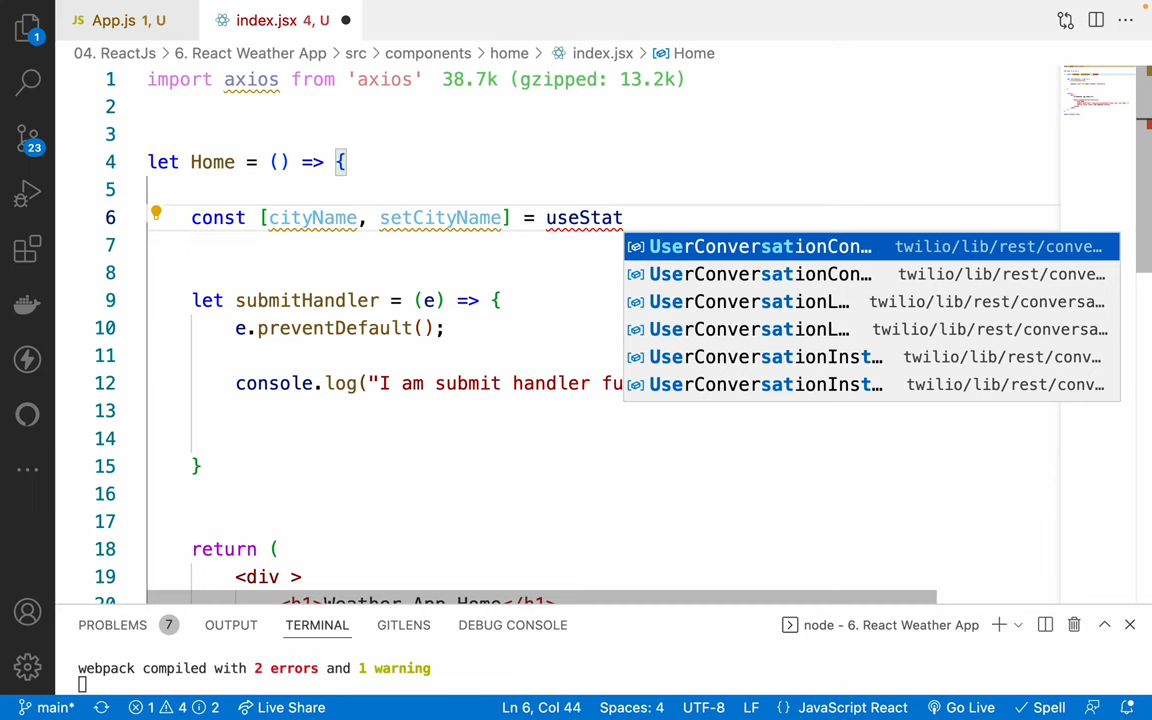 App.js 1, U
index.jsx 4, U
04. ReactJs > 6. React Weather App > src > components > home > index.jsx > Home
1 import axios from 'axios' 38.7k (gzipped: 13.2k)
2
3
4 let Home = () => {
5
6 const [cityName, setCityName] = useStat
7
8
9 let submitHandler = (e) => {
10 e.preventDefault();
11
12 console.log("I am submit handler fu
13
14
15 }
16
17
18 return (
19 <div >
20 <h1>Weather App Home</h1>
UserConversationCon… twilio/lib/rest/conve…
UserConversationCon… twilio/lib/rest/conve…
UserConversationL… twilio/lib/rest/conversa…
UserConversationL… twilio/lib/rest/conversa…
UserConversationInst… twilio/lib/rest/conv…
UserConversationInst… twilio/lib/rest/conv…
1
23
PROBLEMS 7 OUTPUT TERMINAL GITLENS DEBUG CONSOLE
node - 6. React Weather App
webpack compiled with 2 errors and 1 warning
main* 1 4 2 Live Share Ln 6, Col 44 Spaces: 4 UTF-8 LF {} JavaScript React Go Live Spell